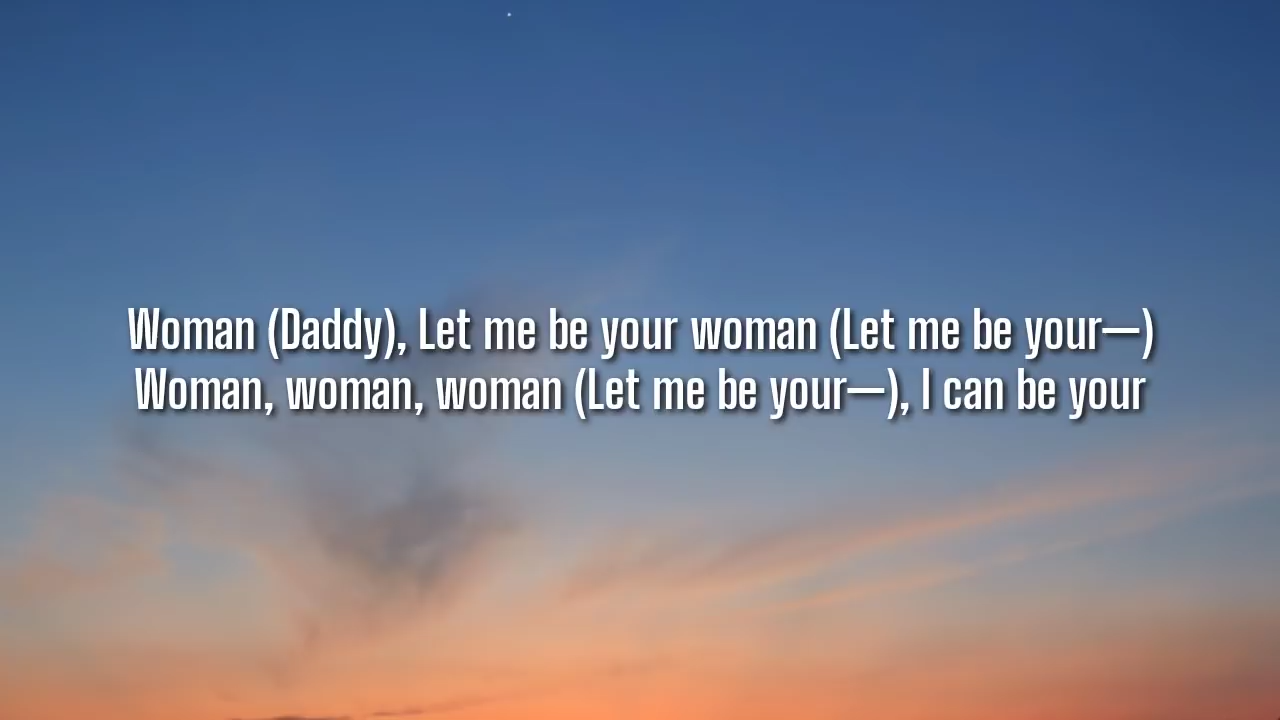 Woman (Daddy), Let me be your woman (Let me be your—)
Woman, woman, woman (Let me be your—), I can be your